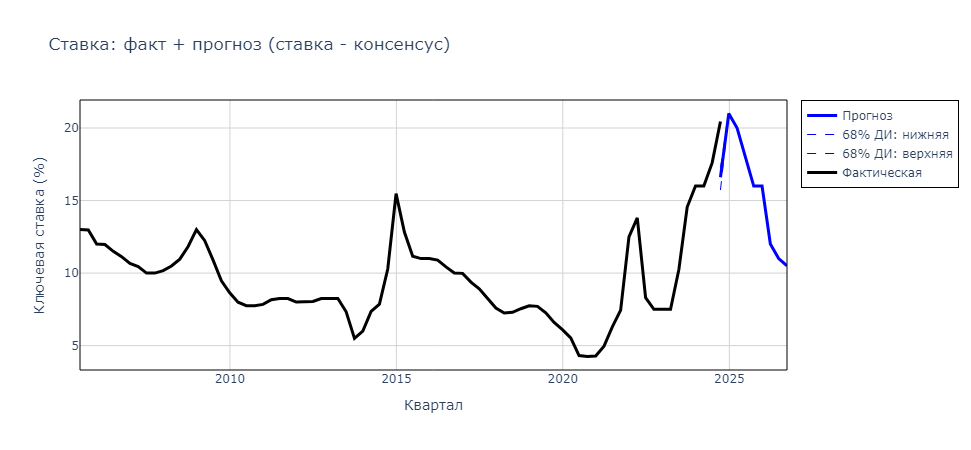 Ставка: факт + прогноз (ставка - консенсус)
Ключевая ставка (%)
20
15
10
5
2010
2015
2020
2025
Квартал
Прогноз
68% ДИ: нижняя
68% ДИ: верхняя
Фактическая